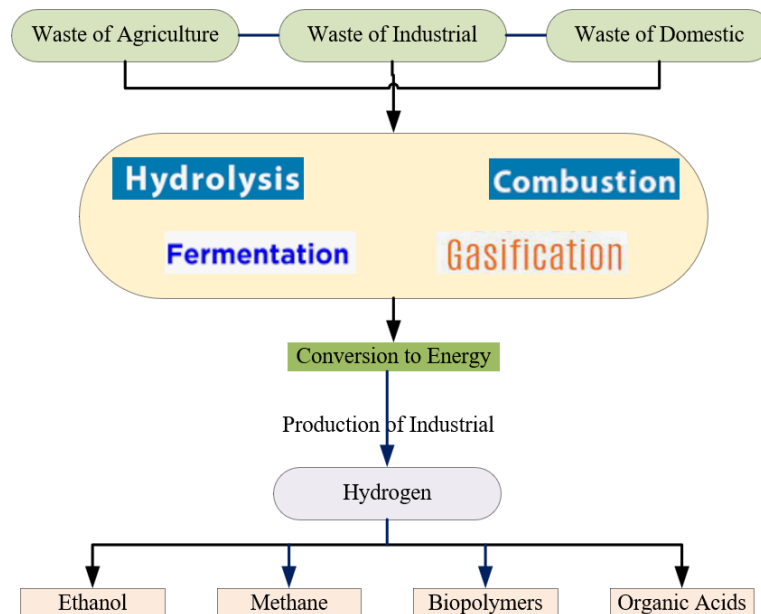 Waste of Agriculture
Waste of Industrial
Waste of Domestic
Hydrolysis
Combustion
Fermentation
Gasification
Conversion to Energy
Production of Industrial
Hydrogen
Ethanol
Methane
Biopolymers
Organic Acids